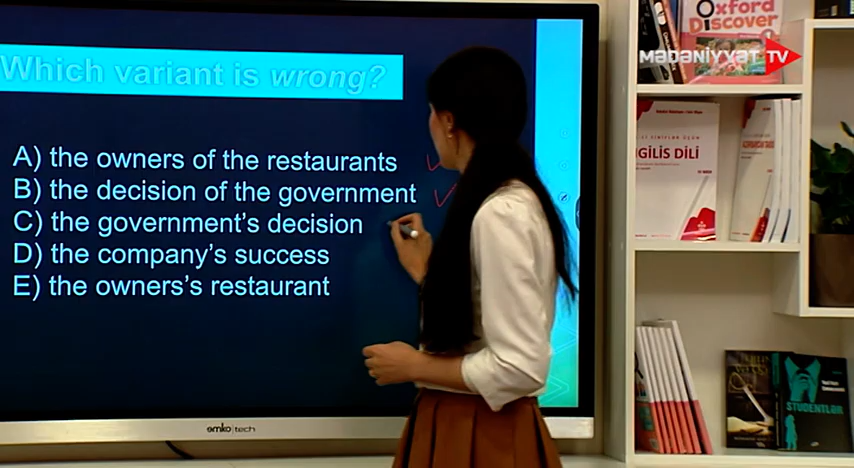 Which variant is wrong?
A) the owners of the restaurants
B) the decision of the government
C) the government's decision
D) the company's success
E) the owners's restaurant
emko tech
Oxford
Discover
MƏDƏNİYYƏT TV
GİLİS DİLİ
STUDENTLƏR